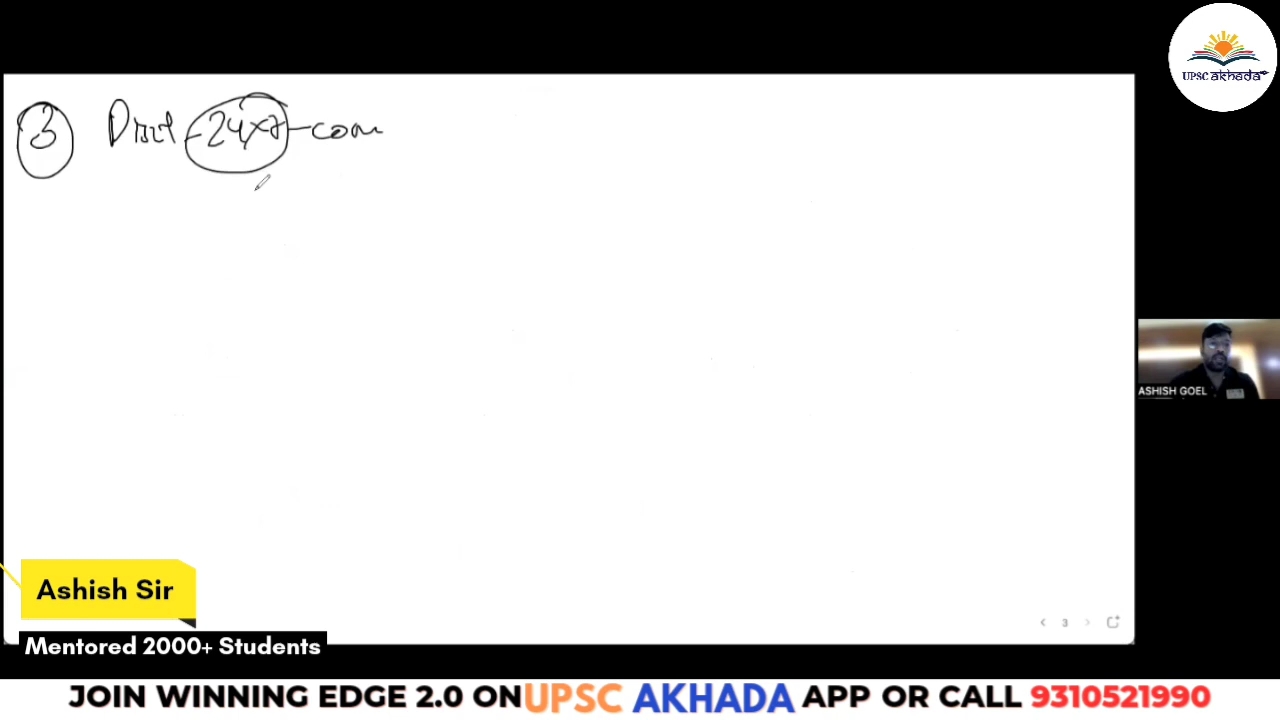 UPSC akhada
3 -24x7-com
ASHISH GOEL
3
Ashish Sir
Mentored 2000+ Students
JOIN WINNING EDGE 2.0 ON UPSC AKHADA APP OR CALL 9310521990